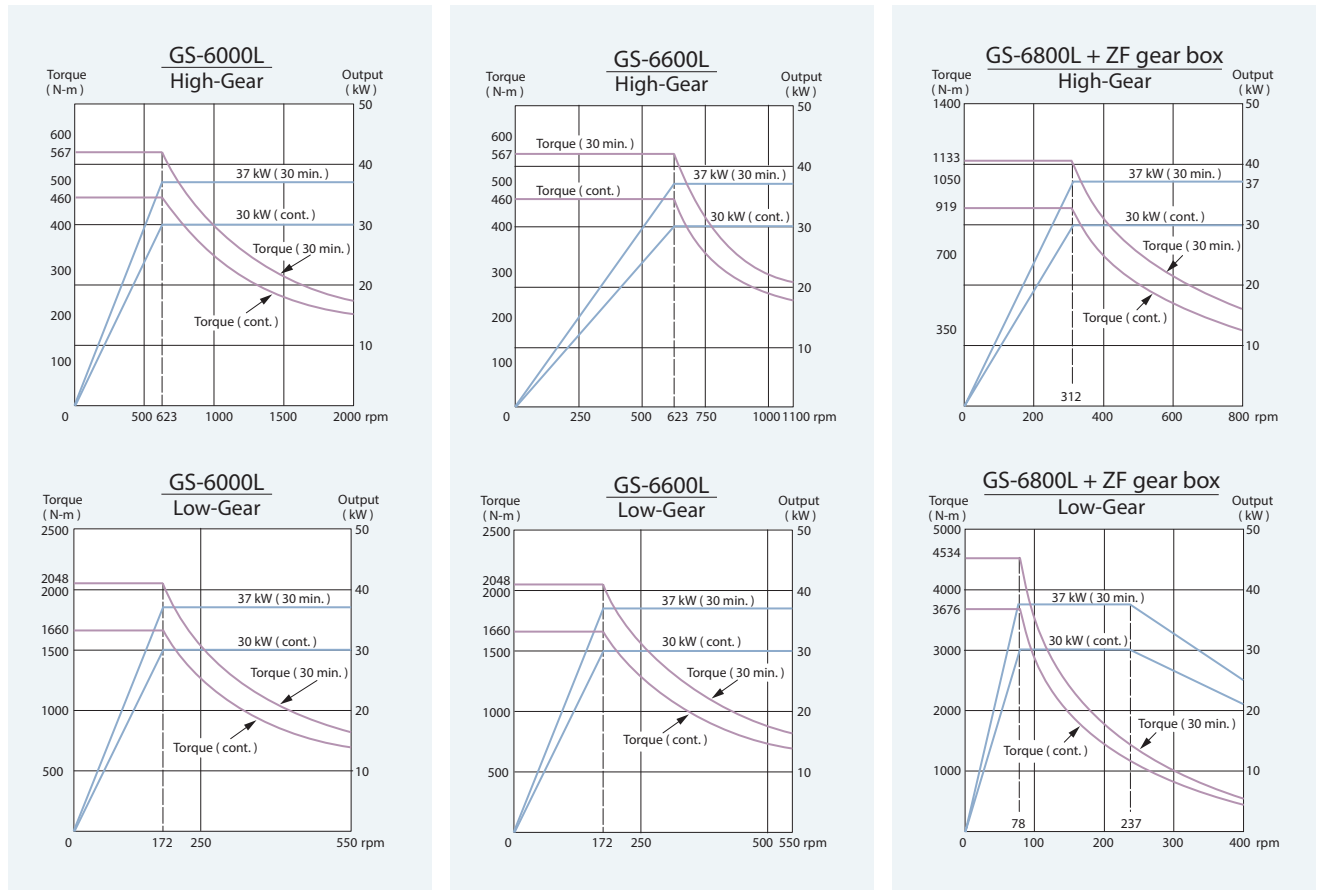 GS-6000L
High-Gear
Torque
( N-m )
Output
( kW )
50
600
567
40
500
37 kW ( 30 min. )
460
30 kW ( cont. )
400
30
Torque ( 30 min. )
300
20
200
Torque ( cont. )
10
100
0
500 623 1000 1500 2000 rpm
GS-6600L
High-Gear
Torque
( N-m )
Output
( kW )
50
600
Torque ( 30 min. )
567
40
500
37 kW ( 30 min. )
Torque ( cont. )
460
30 kW ( cont. )
400
30
300
20
200
10
100
0
250 500 623 750 1000 1100 rpm
GS-6800L + ZF gear box
High-Gear
Torque
( N-m )
Output
( kW )
1400
50
1133
40
1050
37 kW ( 30 min. )
37
919
30 kW ( cont. )
30
Torque ( 30 min. )
700
20
Torque ( cont. )
350
10
312
0
200 400 600 800 rpm
GS-6000L
Low-Gear
Torque
( N-m )
Output
( kW )
2500
50
2048
2000
40
37 kW ( 30 min. )
1660
30 kW ( cont. )
1500
30
Torque ( 30 min. )
1000
20
Torque ( cont. )
500
10
0
172 250 550 rpm
GS-6600L
Low-Gear
Torque
( N-m )
Output
( kW )
2500
50
2048
2000
40
37 kW ( 30 min. )
1660
30 kW ( cont. )
1500
30
Torque ( 30 min. )
1000
20
Torque ( cont. )
500
10
0
172 250 500 550 rpm
GS-6800L + ZF gear box
Low-Gear
Torque
( N-m )
Output
( kW )
5000
50
4534
4000
40
37 kW ( 30 min. )
3676
30 kW ( cont. )
3000
30
2000
20
Torque ( 30 min. )
Torque ( cont. )
1000
10
78
237
0
100 200 300 400 rpm